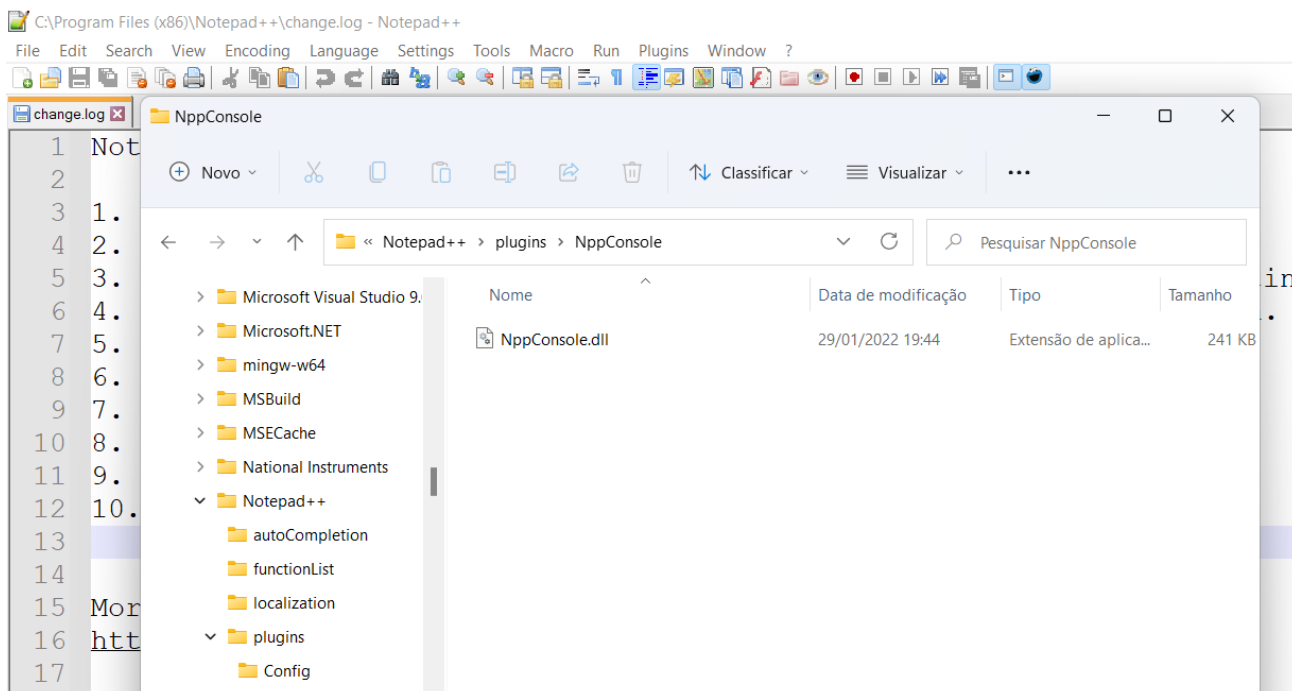 C:\Program Files (x86)\Notepad++\change.log - Notepad++
File Edit Search View Encoding Language Settings Tools Macro Run Plugins Window ?
change.log
NppConsole
Novo
Classificar
Visualizar
« Notepad++ > plugins > NppConsole
Pesquisar NppConsole
Microsoft Visual Studio 9.
Microsoft.NET
mingw-w64
MSBuild
MSECache
National Instruments
Notepad++
autoCompletion
functionList
localization
plugins
Config
Nome Data de modificação Tipo Tamanho
NppConsole.dll 29/01/2022 19:44 Extensão de aplica... 241 KB
1 Not
2
3 1.
4 2.
5 3. in
6 4. .
7 5.
8 6.
9 7.
10 8.
11 9.
12 10.
13
14
15 Mor
16 htt
17